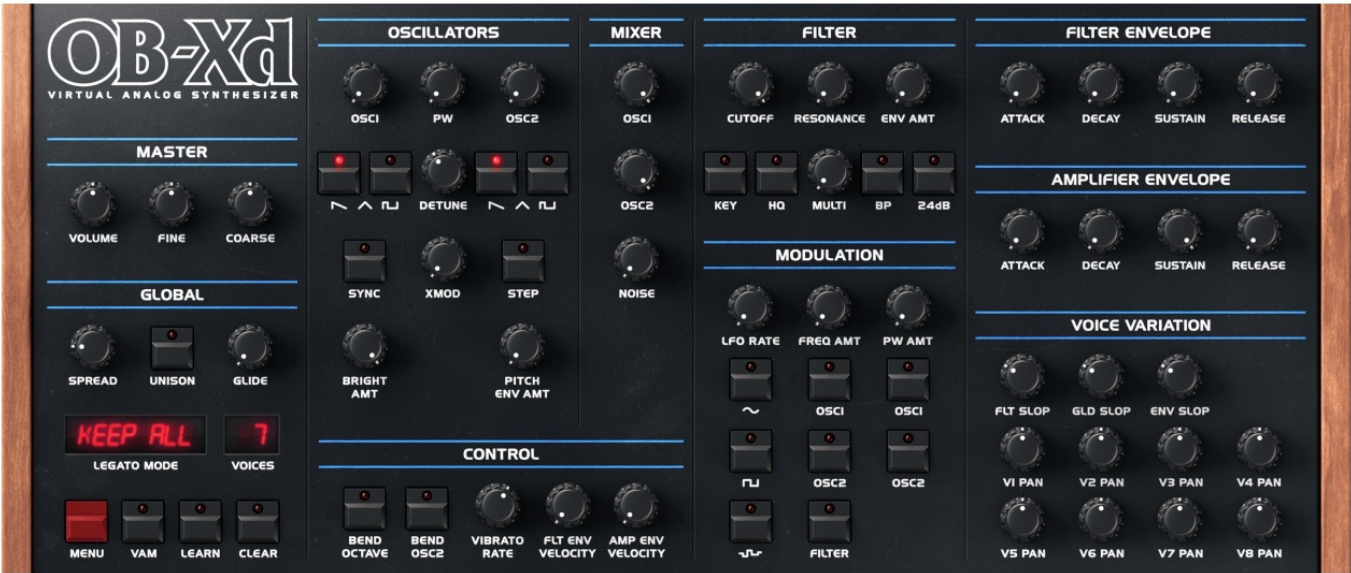 OB-Xd
VIRTUAL ANALOG SYNTHESIZER
MASTER
VOLUME FINE COARSE
GLOBAL
SPREAD UNISON GLIDE
KEEP ALL 7
LEGATO MODE VOICES
MENU VAM LEARN CLEAR
OSCILLATORS
OSC1 PW OSC2
DETUNE
SYNC XMOD STEP
BRIGHT AMT
PITCH ENV AMT
MIXER
OSC1
OSC2
NOISE
CONTROL
BEND OCTAVE
BEND OSC2
VIBRATO RATE
FLT ENV VELOCITY
AMP ENV VELOCITY
FILTER
CUTOFF RESONANCE ENV AMT
KEY HQ MULTI BP 24dB
MODULATION
LFO RATE FREQ AMT PW AMT
OSC1 OSC1
OSC2 OSC2
FILTER
FILTER ENVELOPE
ATTACK DECAY SUSTAIN RELEASE
AMPLIFIER ENVELOPE
ATTACK DECAY SUSTAIN RELEASE
VOICE VARIATION
FLT SLOP GLD SLOP ENV SLOP
V1 PAN V2 PAN V3 PAN V4 PAN
V5 PAN V6 PAN V7 PAN V8 PAN